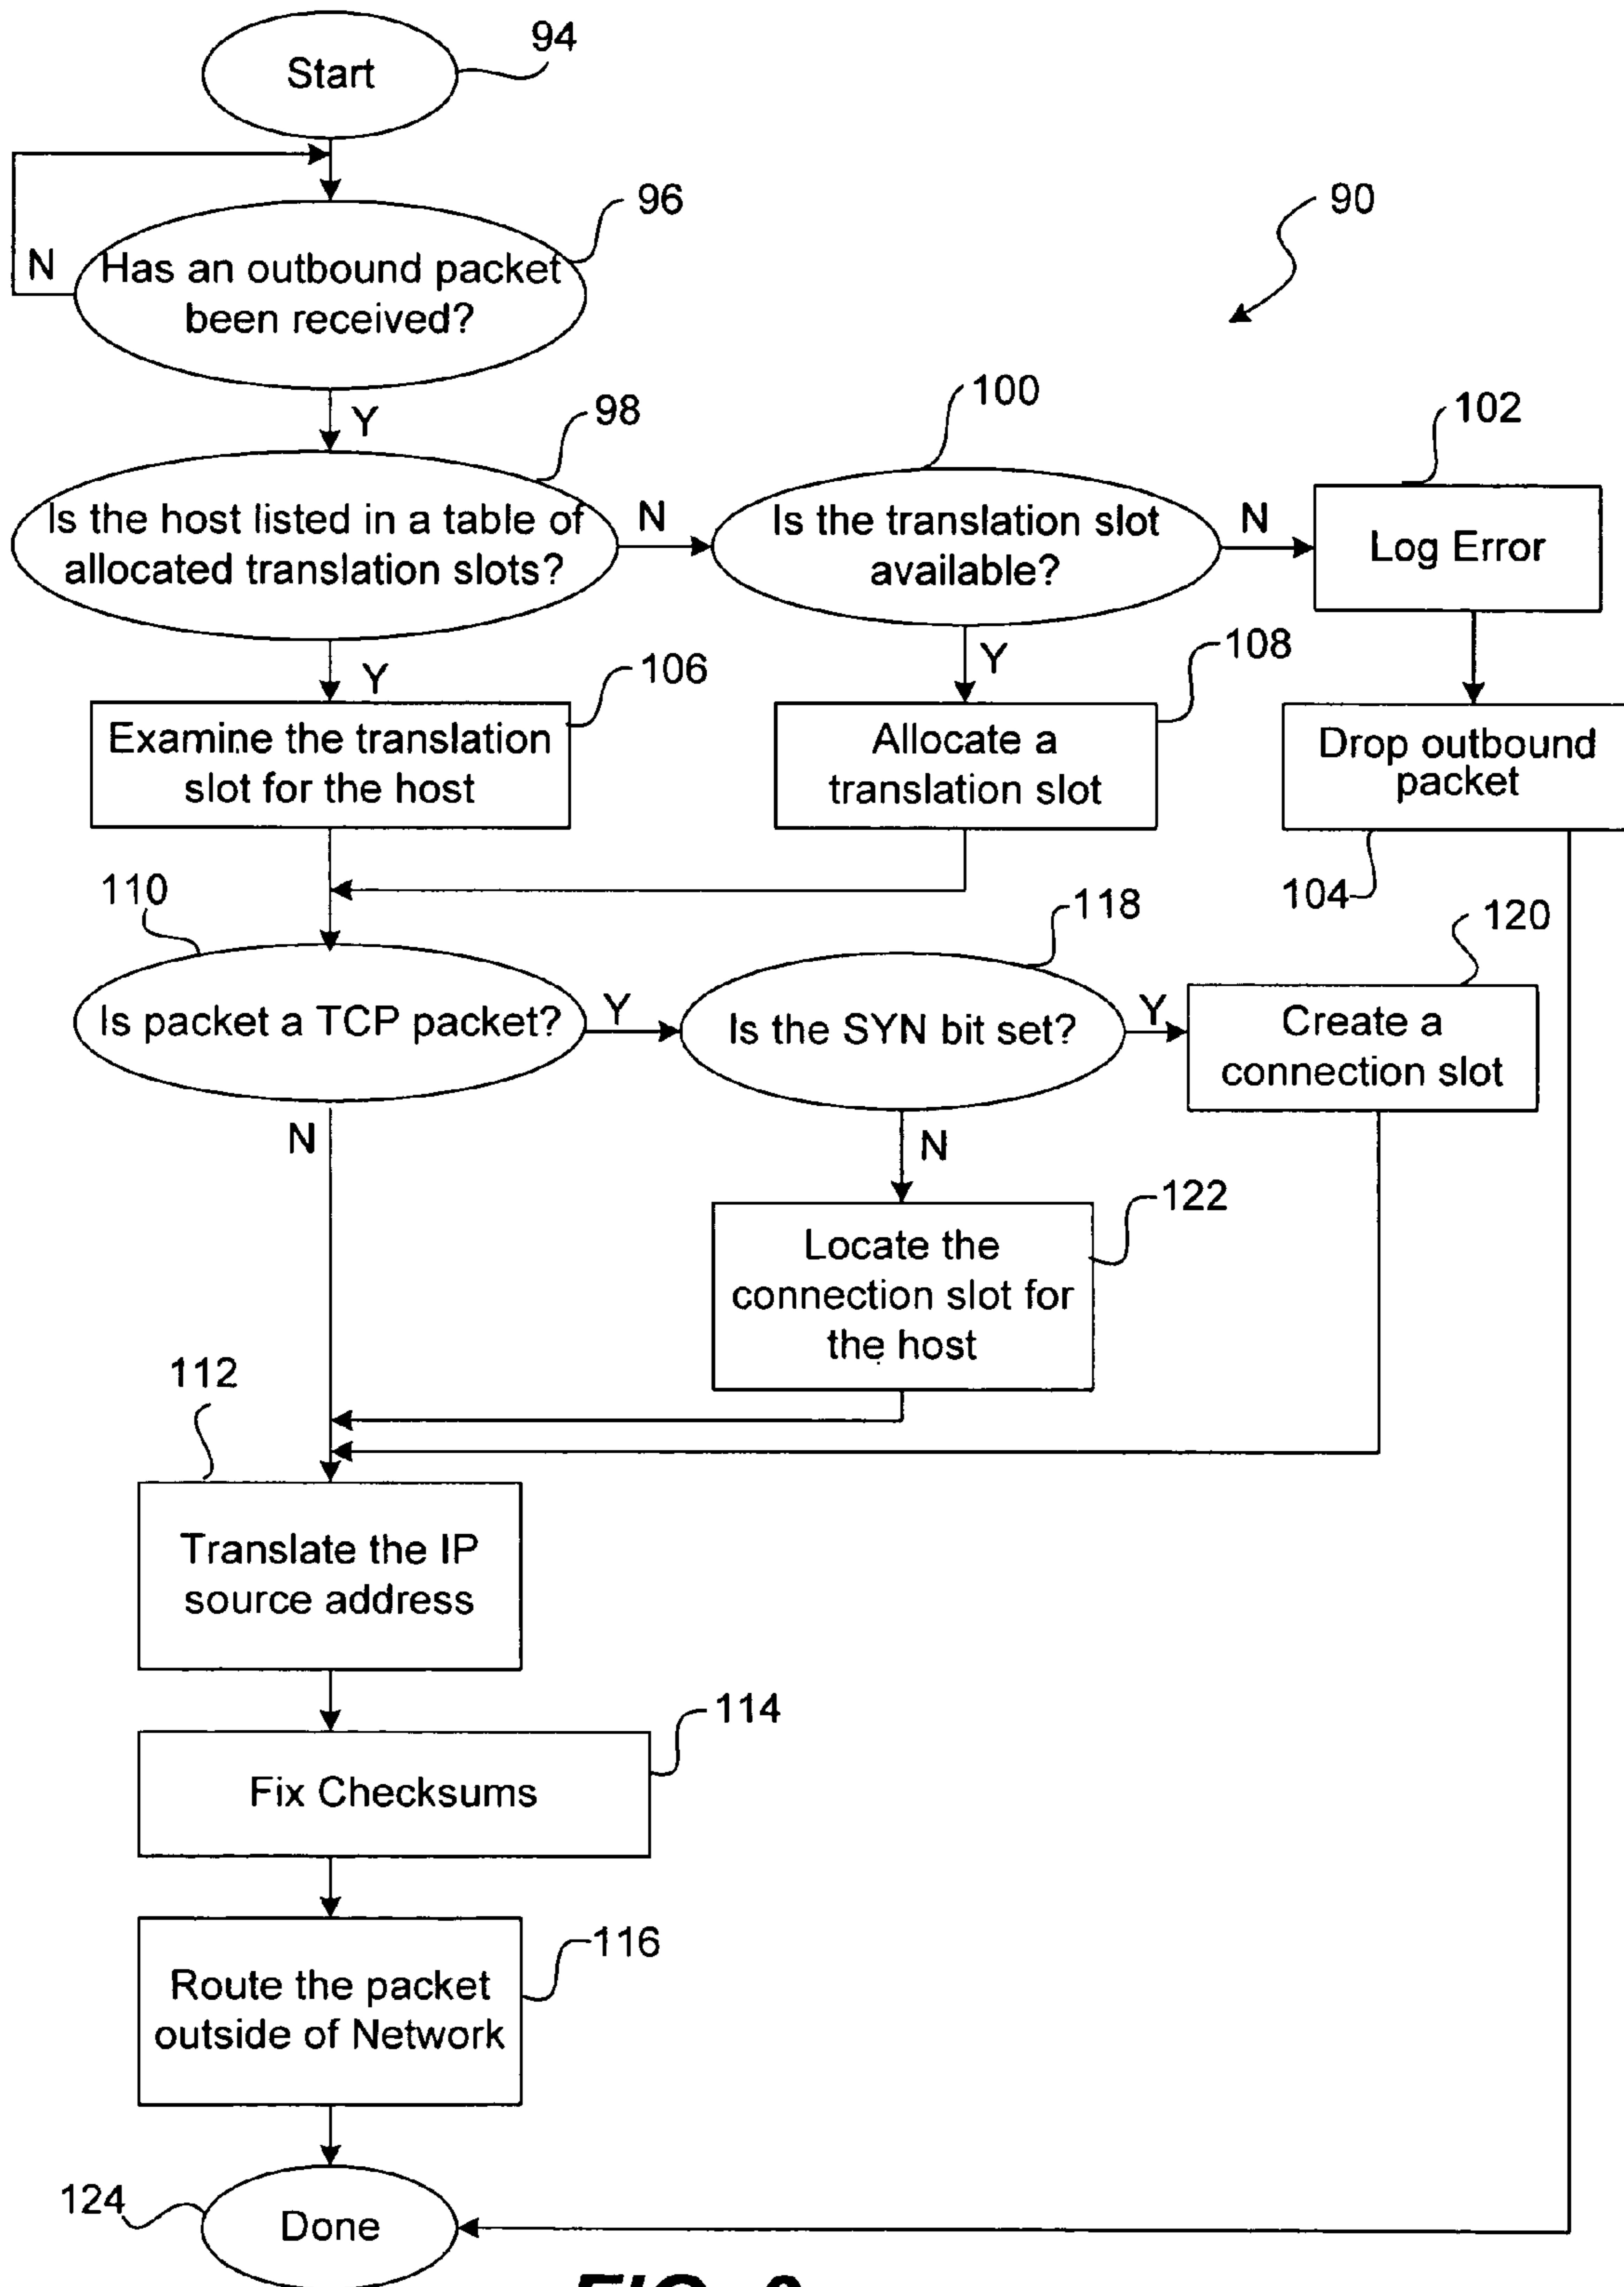 Start
94
Has an outbound packet
been received?
96
N
Y
90
Is the host listed in a table of
allocated translation slots?
98
N
Is the translation slot
available?
100
N
Log Error
102
Y
Examine the translation
slot for the host
106
Y
Allocate a
translation slot
108
Drop outbound
packet
104
110
Is packet a TCP packet?
Y
Is the SYN bit set?
118
Y
Create a
connection slot
120
N
N
Locate the
connection slot for
the host
122
112
Translate the IP
source address
Fix Checksums
114
Route the packet
outside of Network
116
124
Done